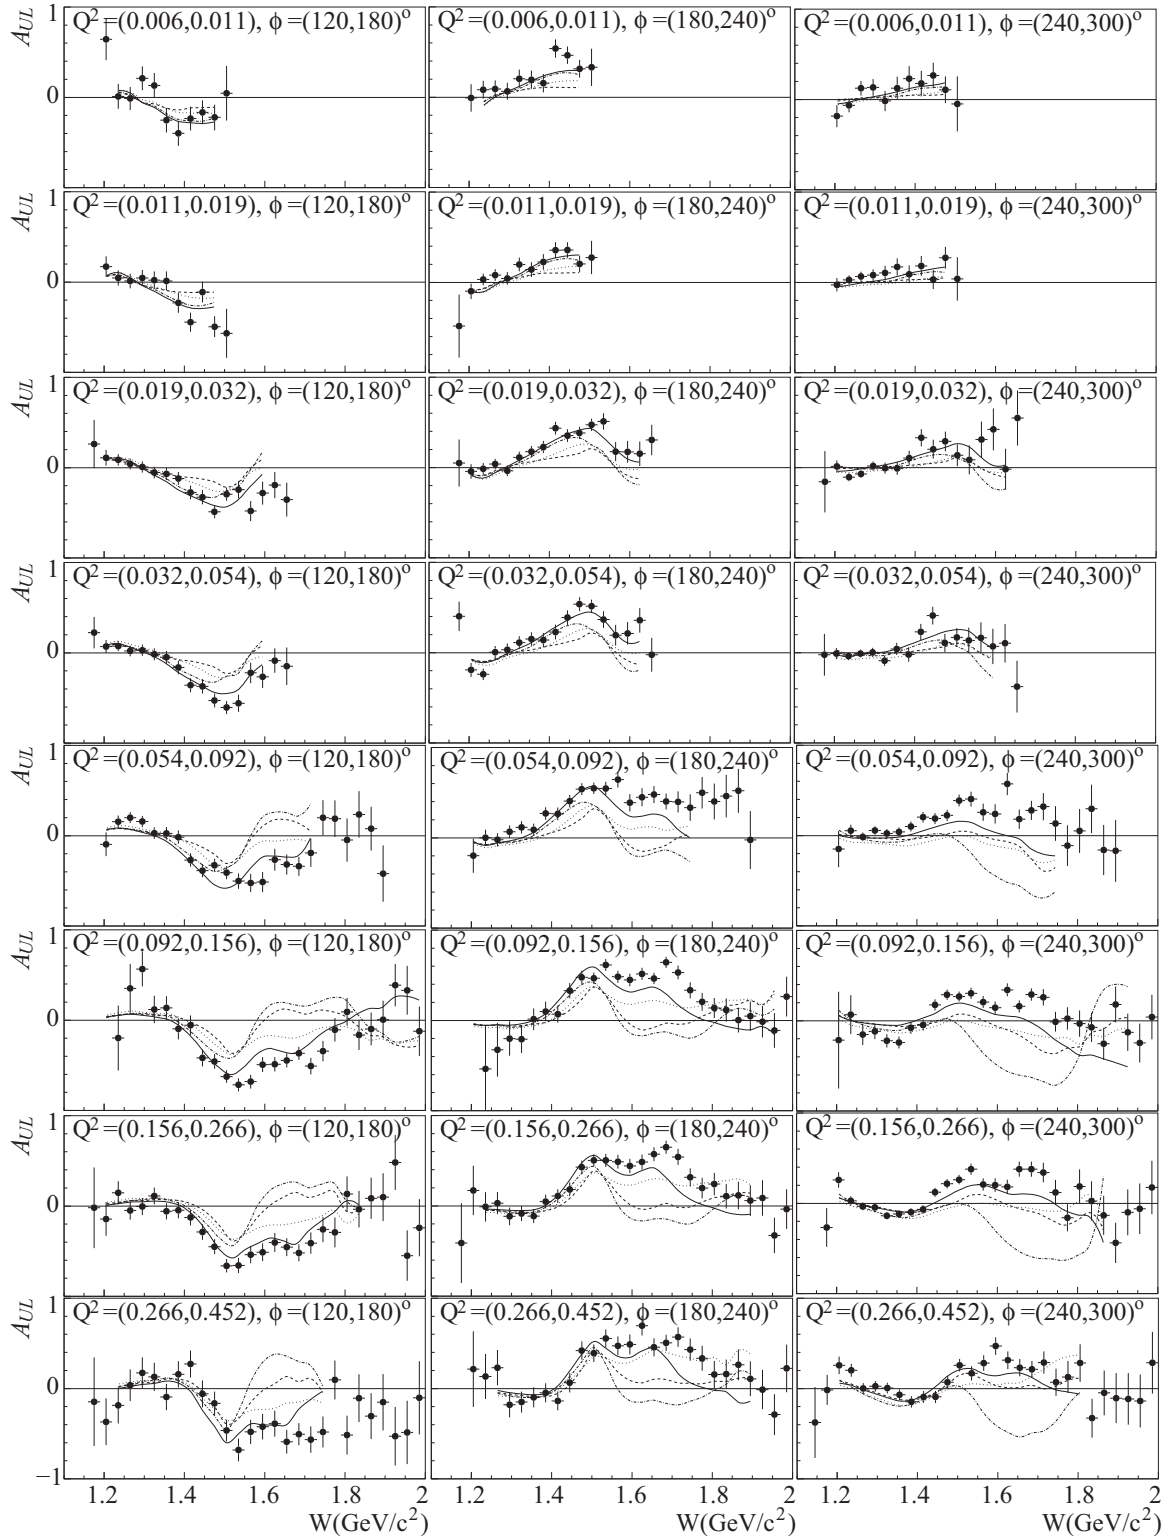 1
A_UL
0
Q²=(0.006,0.011), ϕ=(120,180)°
Q²=(0.006,0.011), ϕ=(180,240)°
Q²=(0.006,0.011), ϕ=(240,300)°
1
A_UL
0
Q²=(0.011,0.019), ϕ=(120,180)°
Q²=(0.011,0.019), ϕ=(180,240)°
Q²=(0.011,0.019), ϕ=(240,300)°
1
A_UL
0
Q²=(0.019,0.032), ϕ=(120,180)°
Q²=(0.019,0.032), ϕ=(180,240)°
Q²=(0.019,0.032), ϕ=(240,300)°
1
A_UL
0
Q²=(0.032,0.054), ϕ=(120,180)°
Q²=(0.032,0.054), ϕ=(180,240)°
Q²=(0.032,0.054), ϕ=(240,300)°
1
A_UL
0
Q²=(0.054,0.092), ϕ=(120,180)°
Q²=(0.054,0.092), ϕ=(180,240)°
Q²=(0.054,0.092), ϕ=(240,300)°
1
A_UL
0
Q²=(0.092,0.156), ϕ=(120,180)°
Q²=(0.092,0.156), ϕ=(180,240)°
Q²=(0.092,0.156), ϕ=(240,300)°
1
A_UL
0
Q²=(0.156,0.266), ϕ=(120,180)°
Q²=(0.156,0.266), ϕ=(180,240)°
Q²=(0.156,0.266), ϕ=(240,300)°
1
A_UL
0
−1
Q²=(0.266,0.452), ϕ=(120,180)°
Q²=(0.266,0.452), ϕ=(180,240)°
Q²=(0.266,0.452), ϕ=(240,300)°
1.2 1.4 1.6 1.8 2
1.2 1.4 1.6 1.8 2
1.2 1.4 1.6 1.8 2
W(GeV/c²)
W(GeV/c²)
W(GeV/c²)